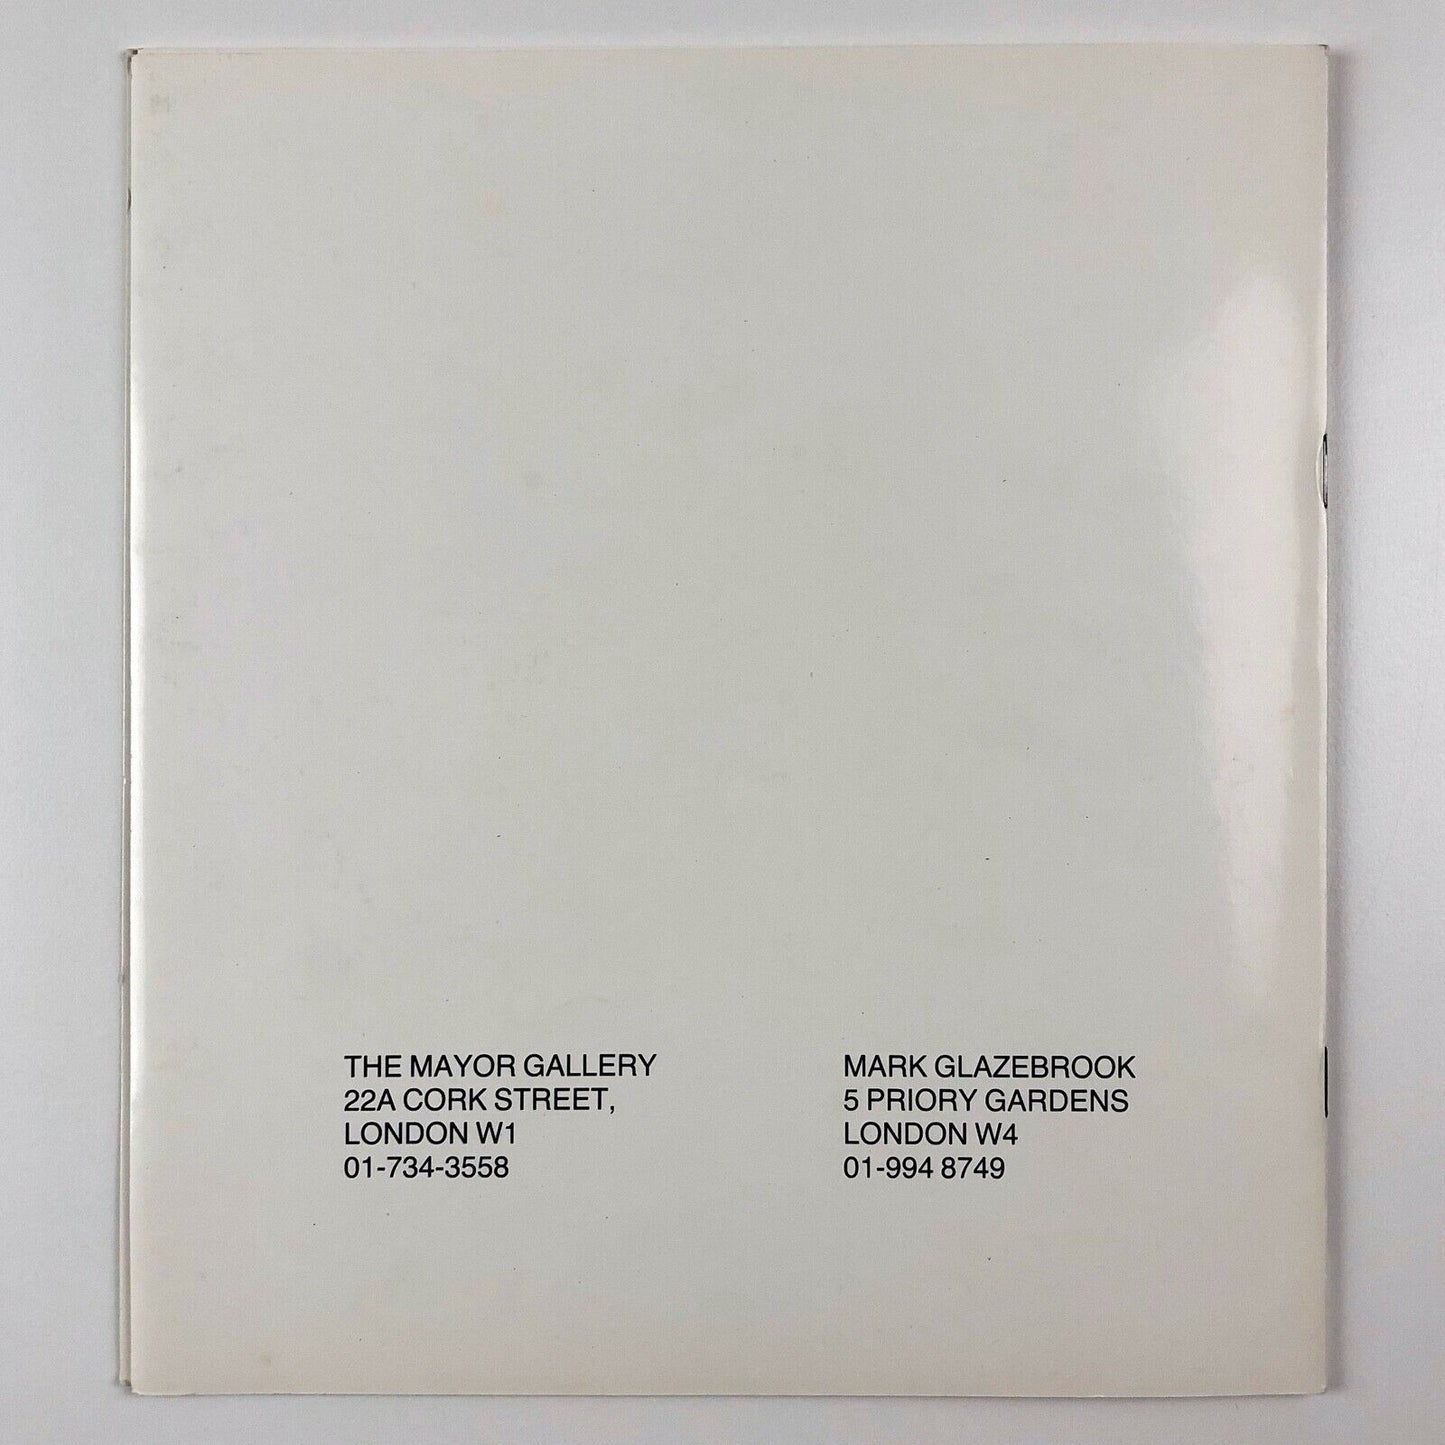 THE MAYOR GALLERY
22A CORK STREET,
LONDON W1
01-734-3558
MARK GLAZEBROOK
5 PRIORY GARDENS
LONDON W4
01-994 8749